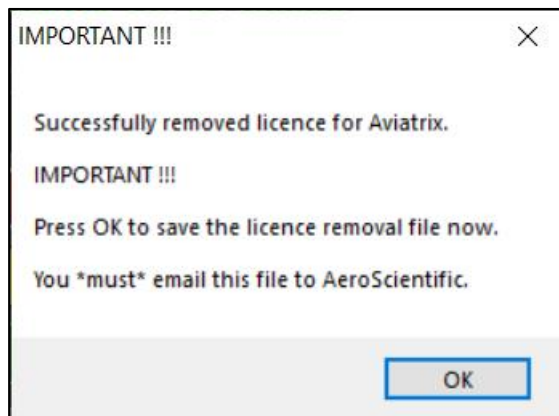 IMPORTANT !!!
Successfully removed licence for Aviatrix.
IMPORTANT !!!
Press OK to save the licence removal file now.
You *must* email this file to AeroScientific.
OK